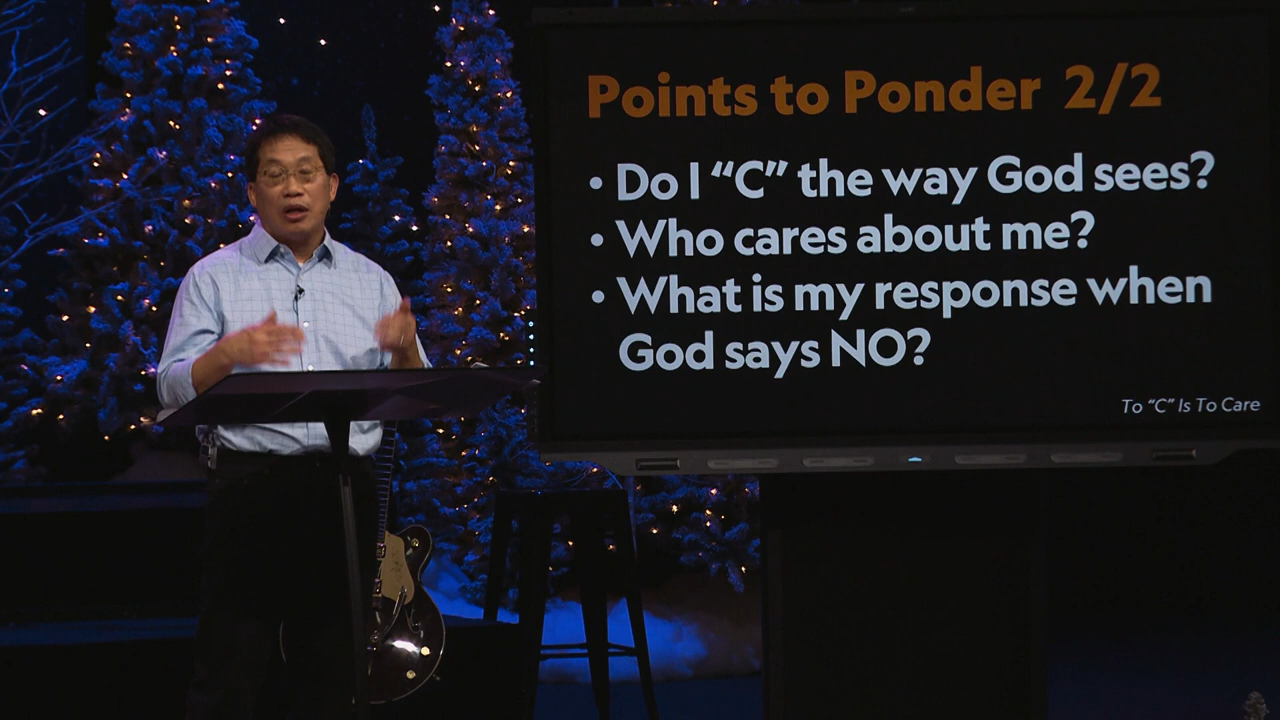 Points to Ponder 2/2
• Do I “C” the way God sees?
• Who cares about me?
• What is my response when
God says NO?
To “C” Is To Care